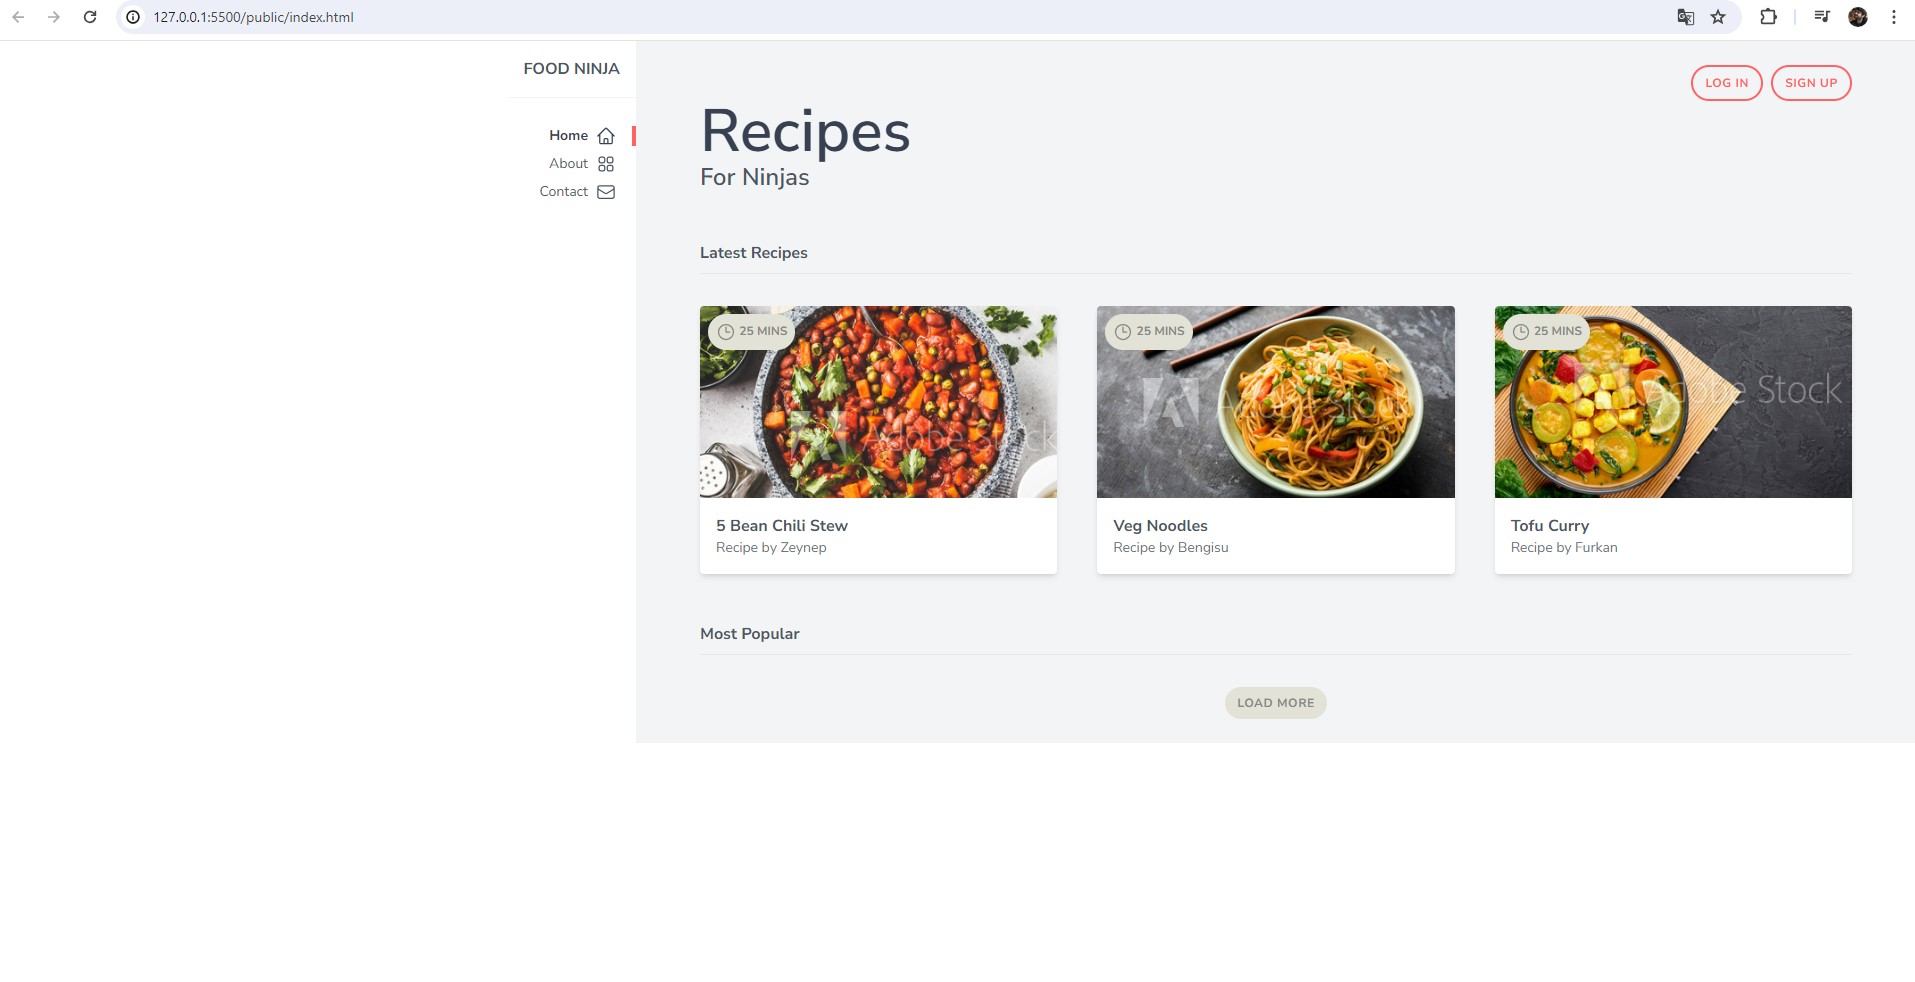 127.0.0.1:5500/public/index.html
FOOD NINJA
Home
About
Contact
LOG IN
SIGN UP
Recipes
For Ninjas
Latest Recipes
25 MINS
Adobe Stock
5 Bean Chili Stew
Recipe by Zeynep
25 MINS
Adobe Stock
Veg Noodles
Recipe by Bengisu
25 MINS
Adobe Stock
Tofu Curry
Recipe by Furkan
Most Popular
LOAD MORE